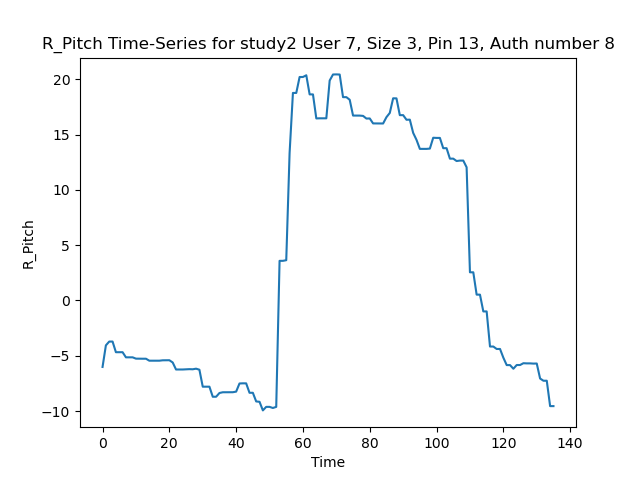 R_Pitch Time-Series for study2 User 7, Size 3, Pin 13, Auth number 8
20
15
10
5
0
−5
−10
R_Pitch
0 20 40 60 80 100 120 140
Time